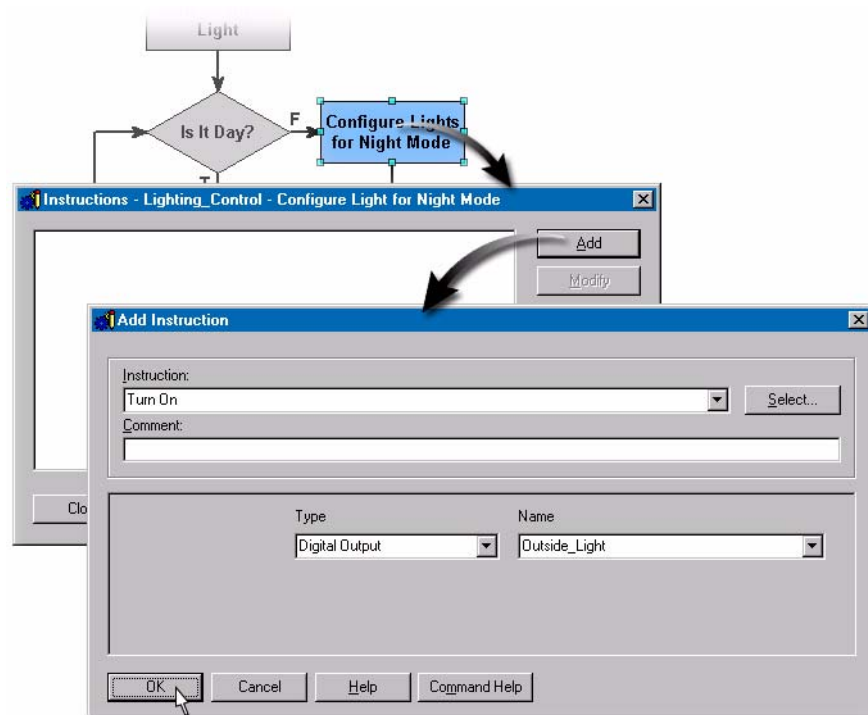 Light
Is It Day?
F
Configure Lights
for Night Mode
T
Instructions - Lighting_Control - Configure Light for Night Mode
Add
Modify
Add Instruction
Instruction:
Turn On
Select...
Comment:
Clo
Type
Name
Digital Output
Outside_Light
OK
Cancel
Help
Command Help